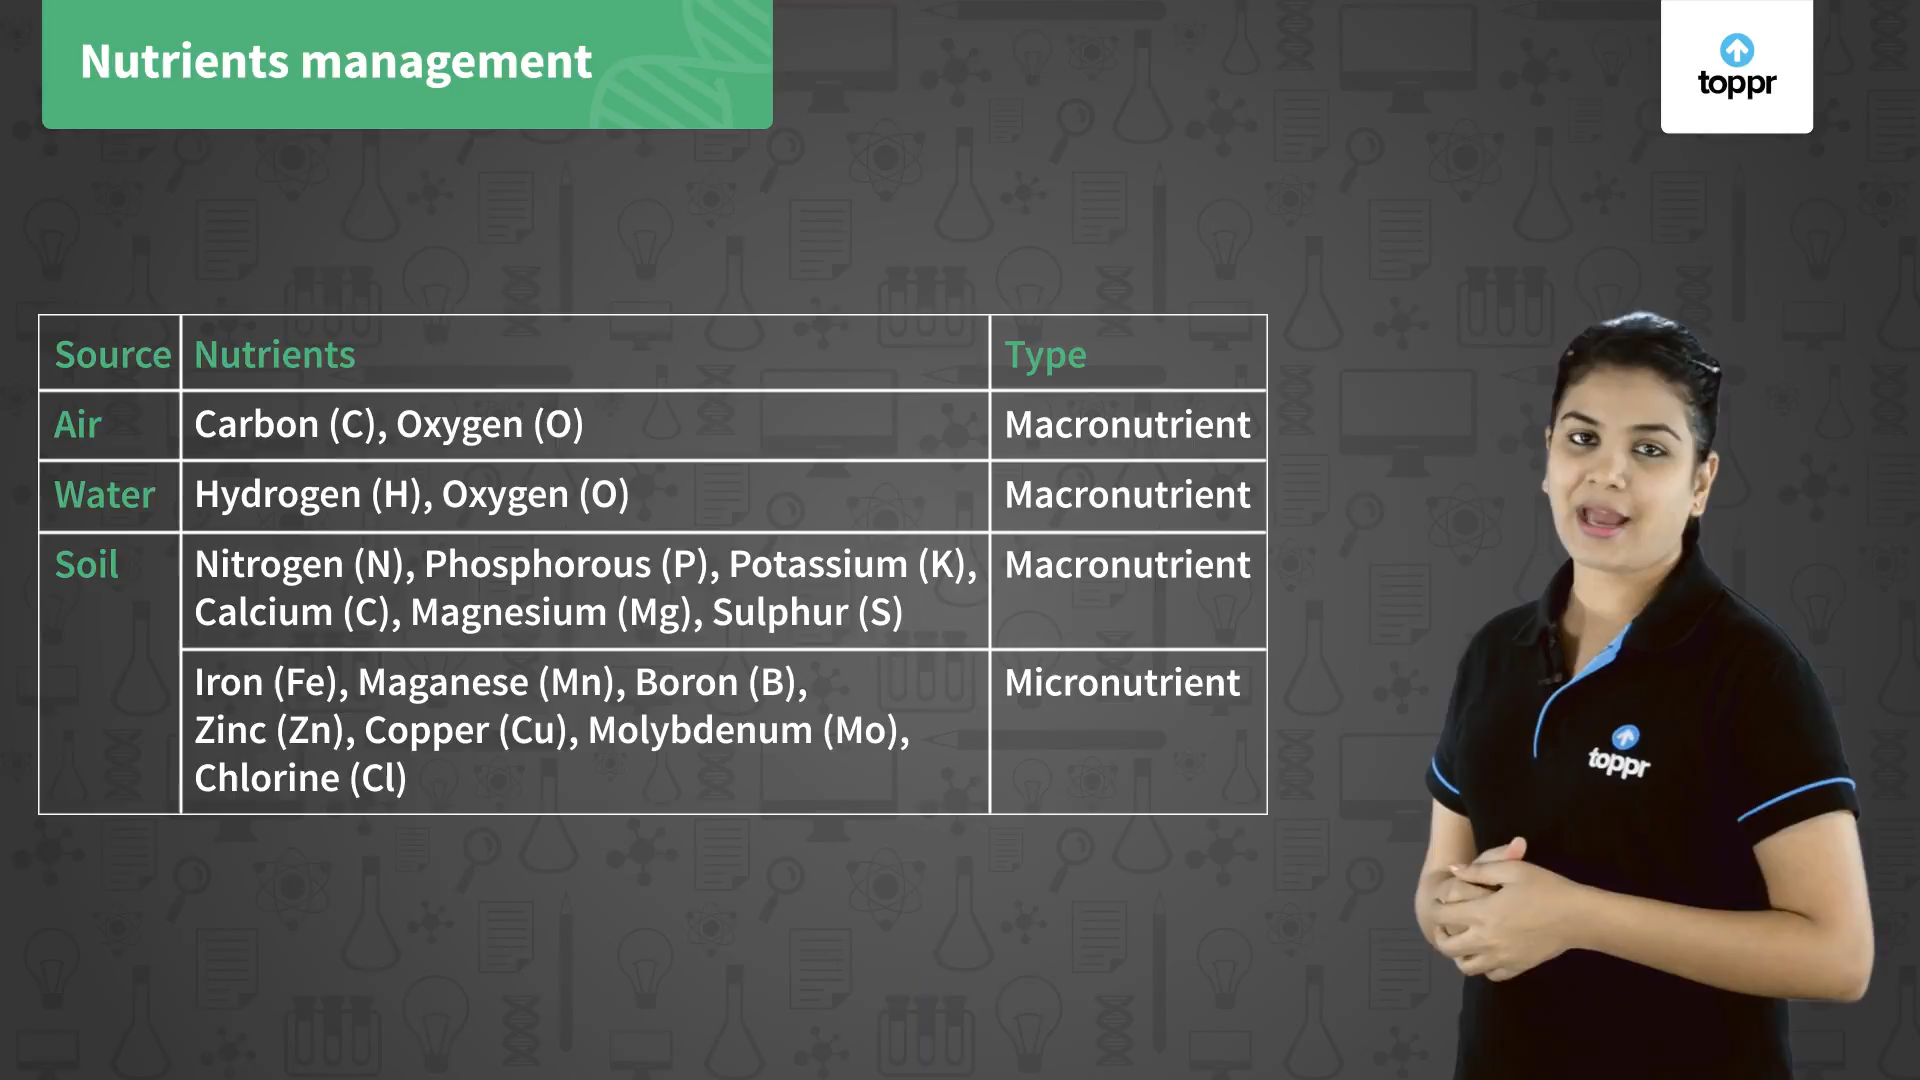 Nutrients management
toppr
Source Nutrients Type
Air Carbon (C), Oxygen (O) Macronutrient
Water Hydrogen (H), Oxygen (O) Macronutrient
Soil Nitrogen (N), Phosphorous (P), Potassium (K), Macronutrient
Calcium (C), Magnesium (Mg), Sulphur (S)
Iron (Fe), Maganese (Mn), Boron (B), Micronutrient
Zinc (Zn), Copper (Cu), Molybdenum (Mo),
Chlorine (Cl)
toppr